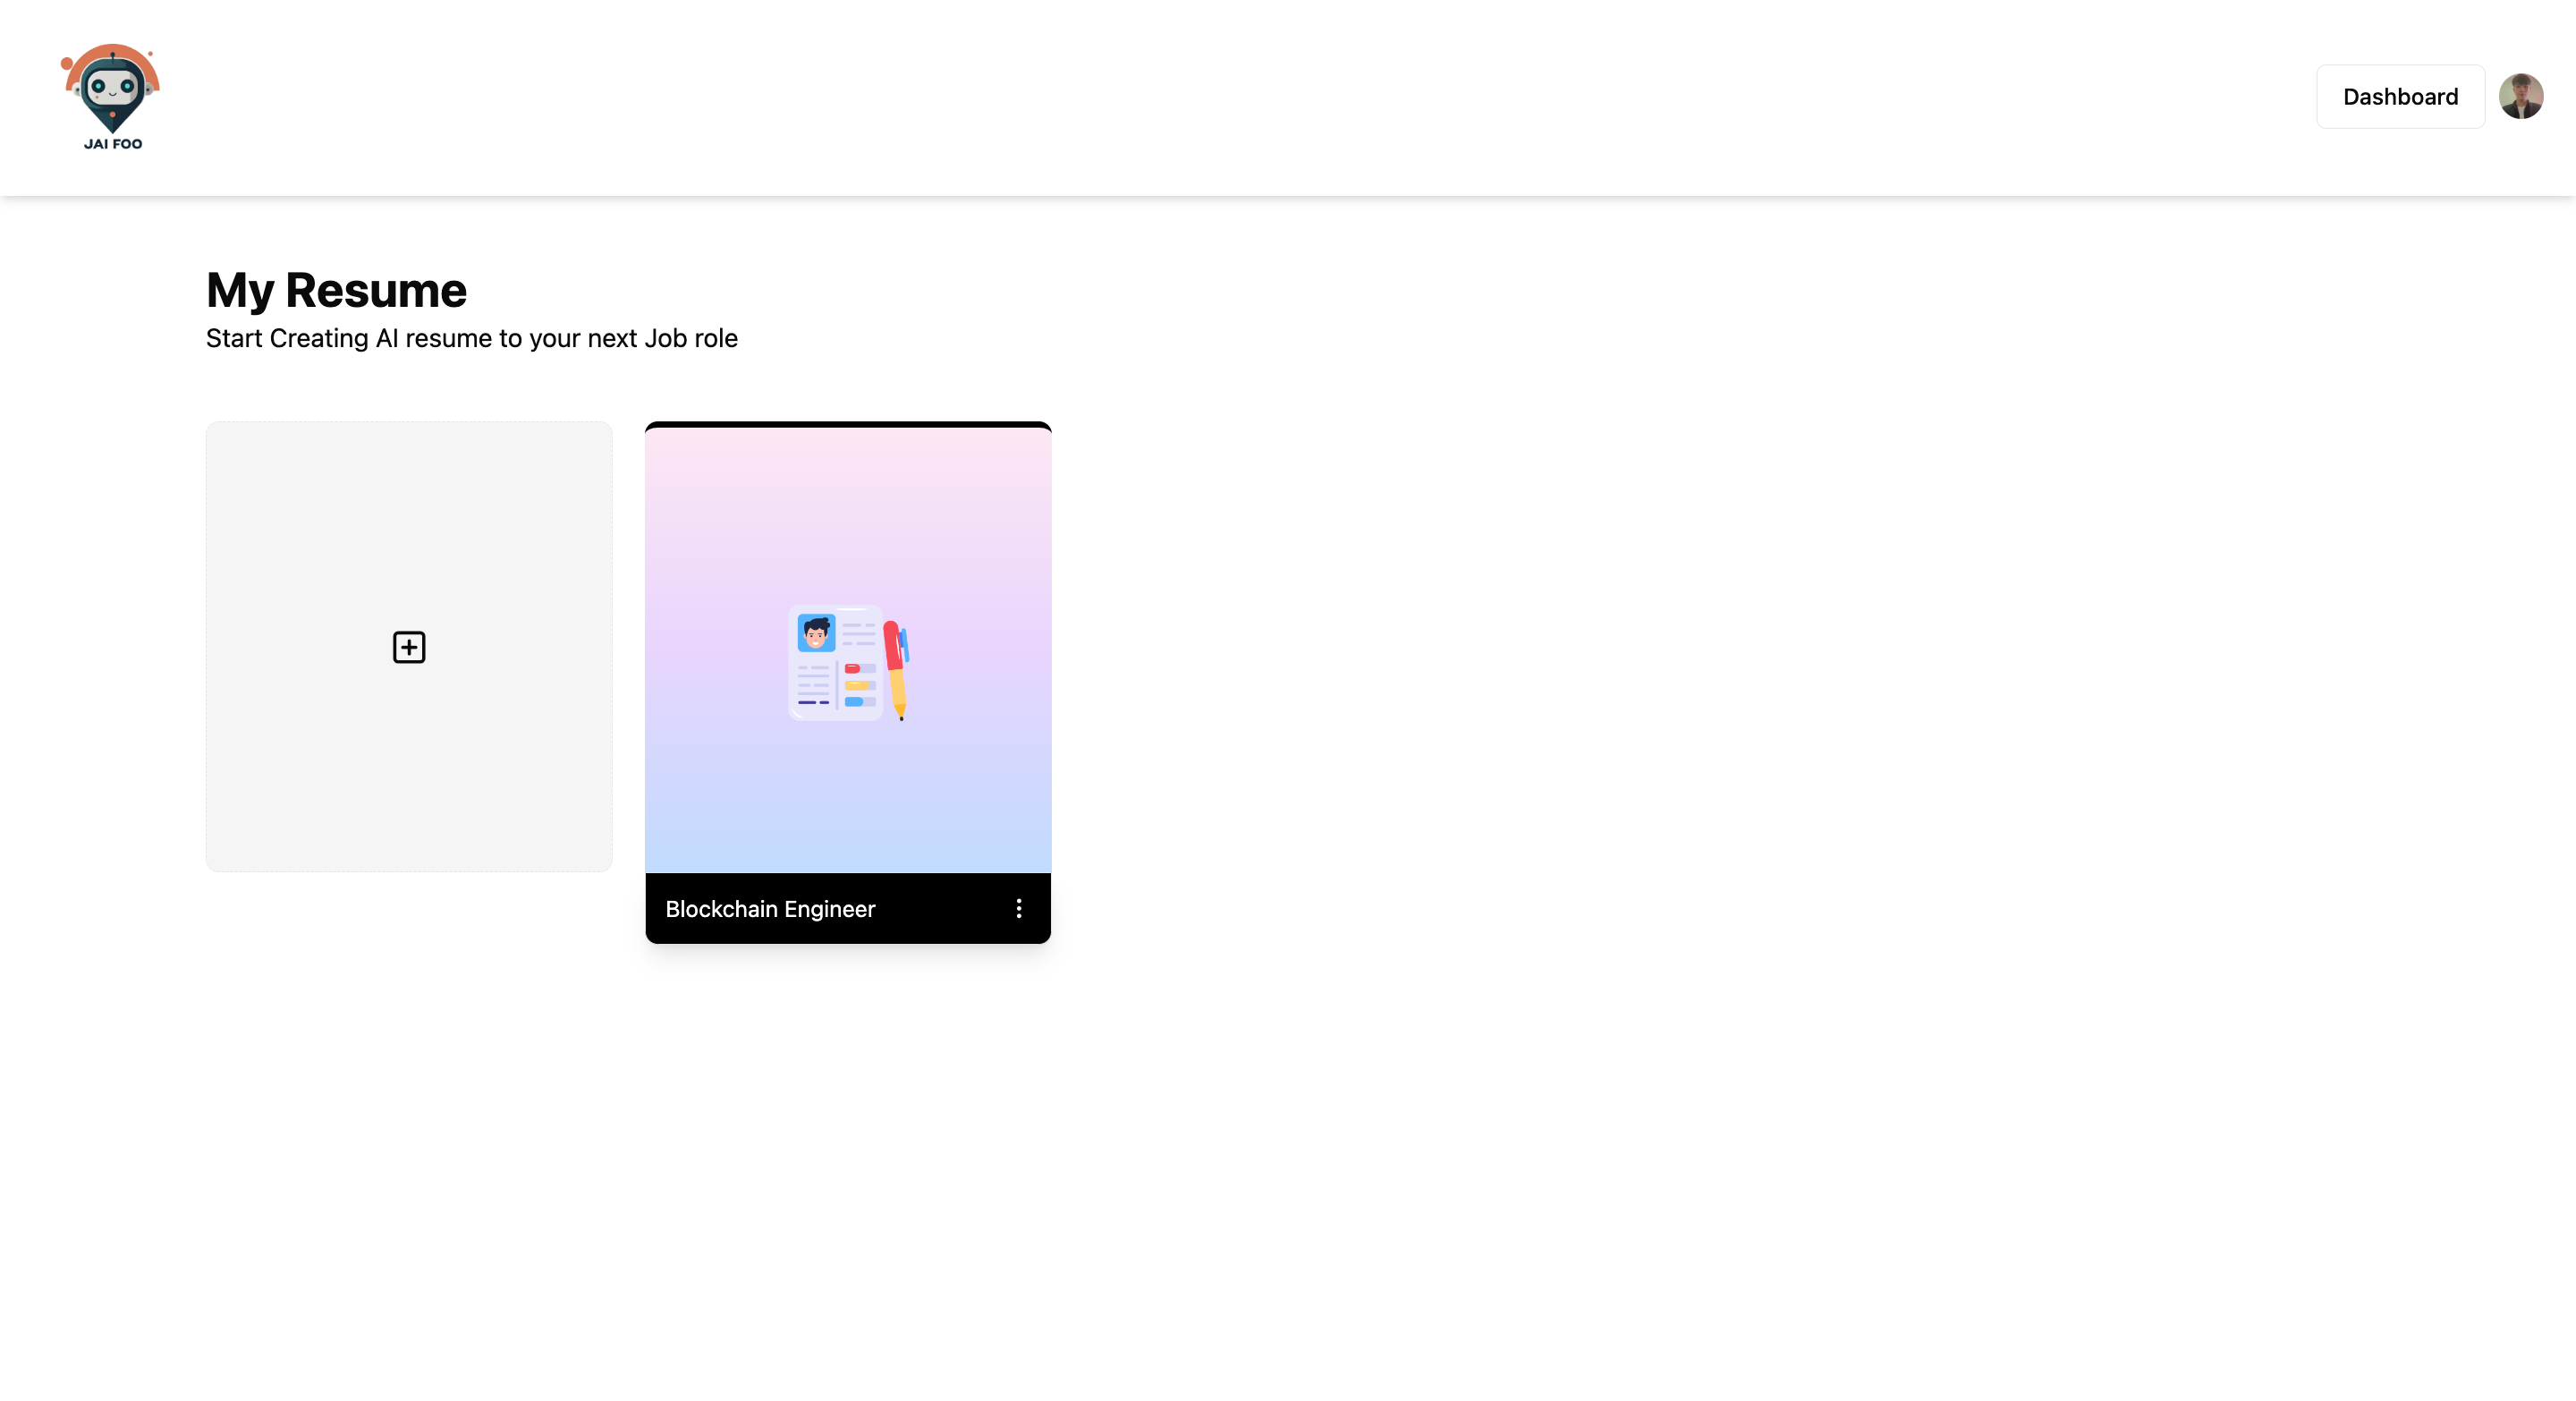 JAI FOO
Dashboard
My Resume
Start Creating AI resume to your next Job role
Blockchain Engineer